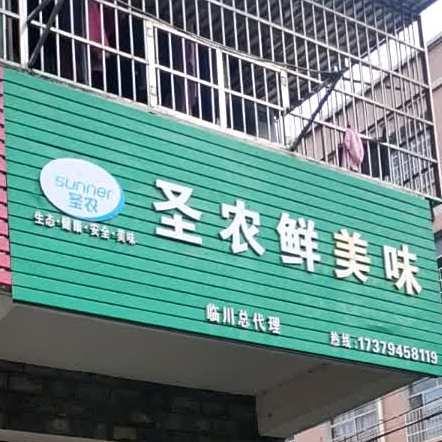 sunner
圣农
生态·健康·安全·美味
圣农鲜美味
临川总代理
热线:17379458119